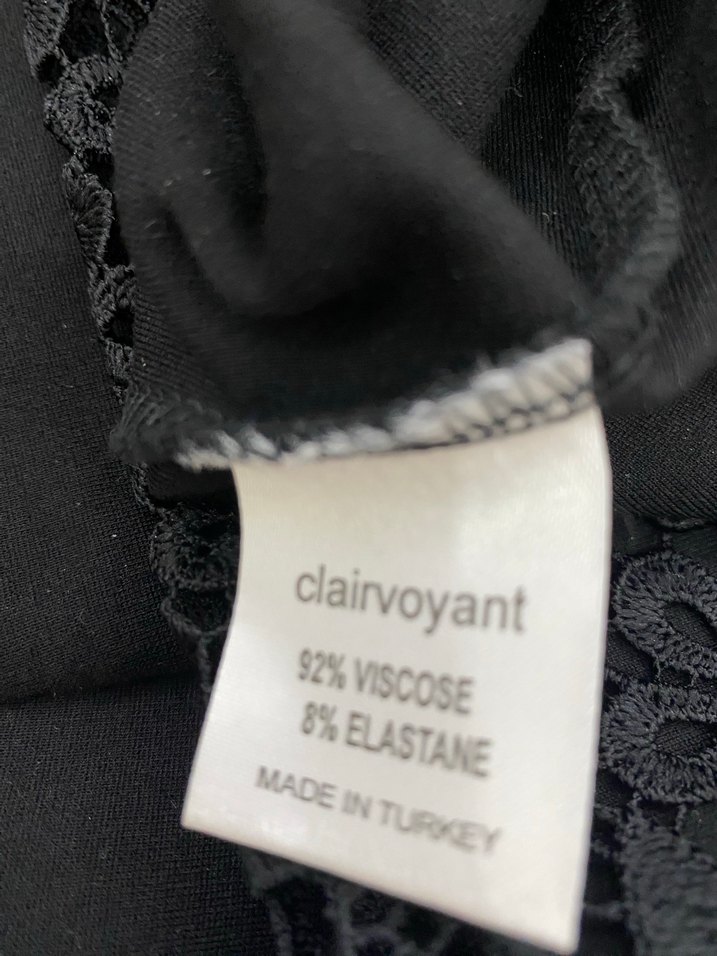 clairvoyant
92% VISCOSE
8% ELASTANE
MADE IN TURKEY